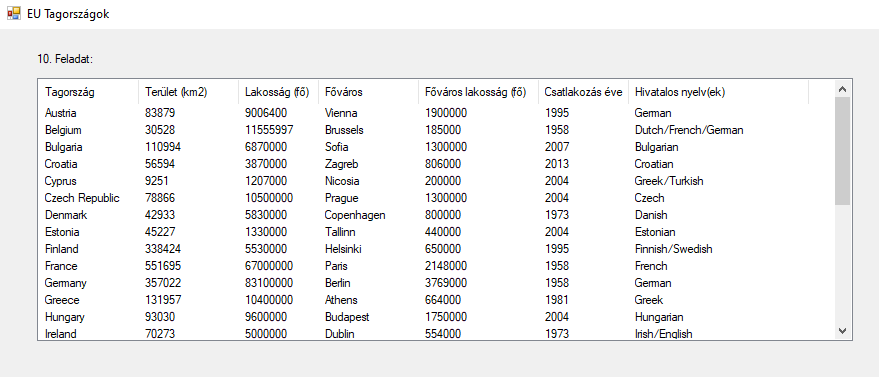 EU Tagországok
10. Feladat:
Tagország Terület (km2) Lakosság (fő) Főváros Főváros lakosság (fő) Csatlakozás éve Hivatalos nyelv(ek)
Austria 83879 9006400 Vienna 1900000 1995 German
Belgium 30528 11555997 Brussels 185000 1958 Dutch/French/German
Bulgaria 110994 6870000 Sofia 1300000 2007 Bulgarian
Croatia 56594 3870000 Zagreb 806000 2013 Croatian
Cyprus 9251 1207000 Nicosia 200000 2004 Greek/Turkish
Czech Republic 78866 10500000 Prague 1300000 2004 Czech
Denmark 42933 5830000 Copenhagen 800000 1973 Danish
Estonia 45227 1330000 Tallinn 440000 2004 Estonian
Finland 338424 5530000 Helsinki 650000 1995 Finnish/Swedish
France 551695 67000000 Paris 2148000 1958 French
Germany 357022 83100000 Berlin 3769000 1958 German
Greece 131957 10400000 Athens 664000 1981 Greek
Hungary 93030 9600000 Budapest 1750000 2004 Hungarian
Ireland 70273 5000000 Dublin 554000 1973 Irish/English